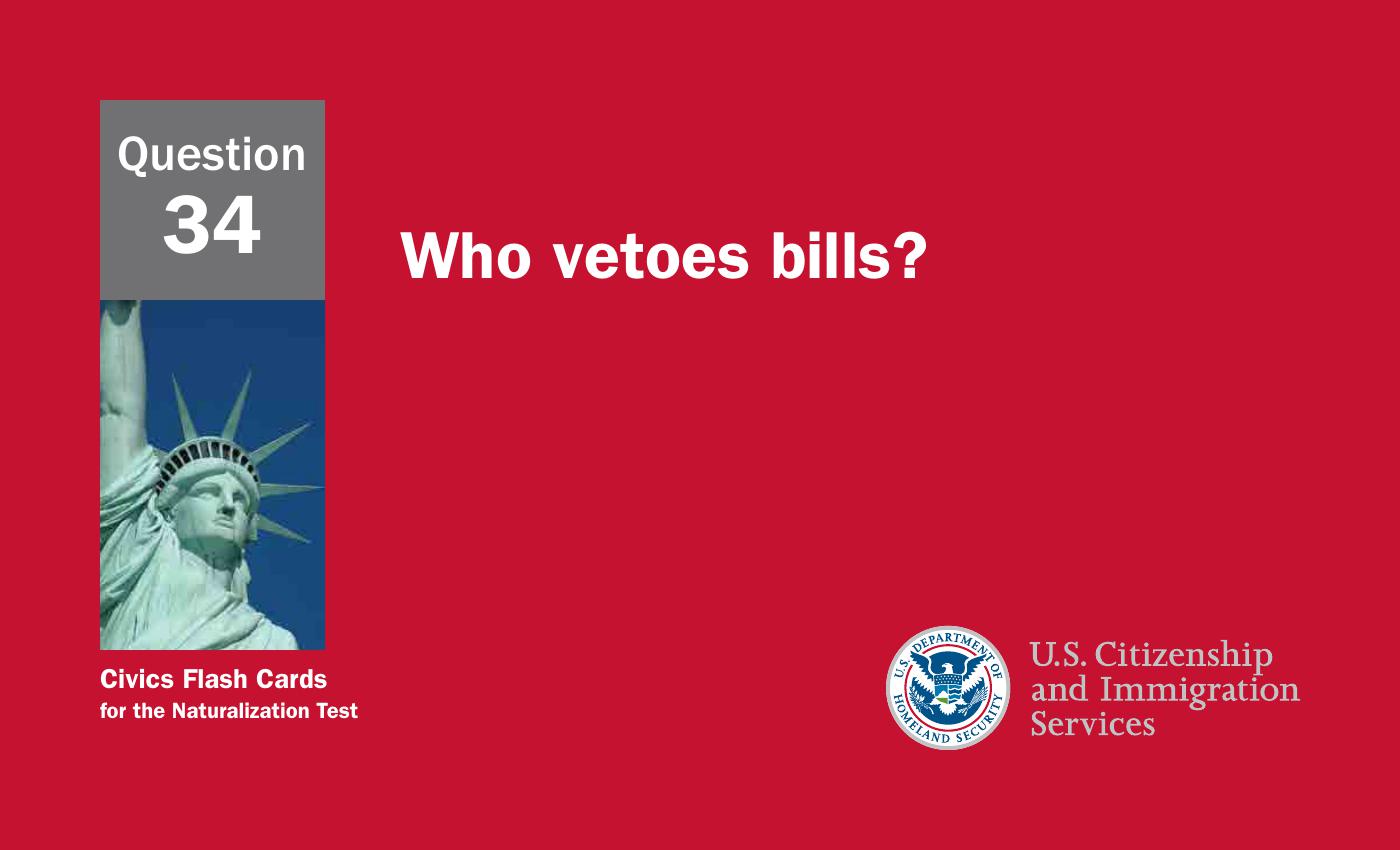 Question
34
Who vetoes bills?
Civics Flash Cards
for the Naturalization Test
U.S. DEPARTMENT OF
HOMELAND SECURITY
U.S. Citizenship
and Immigration
Services